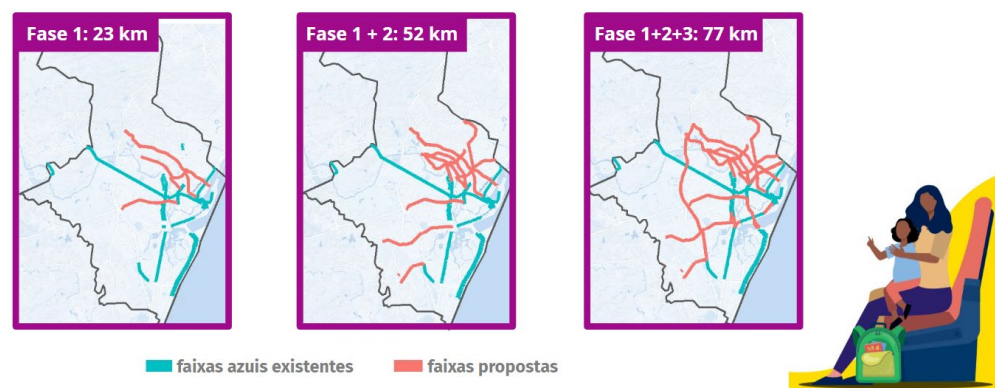 Fase 1: 23 km
Fase 1 + 2: 52 km
Fase 1+2+3: 77 km
faixas azuis existentes
faixas propostas